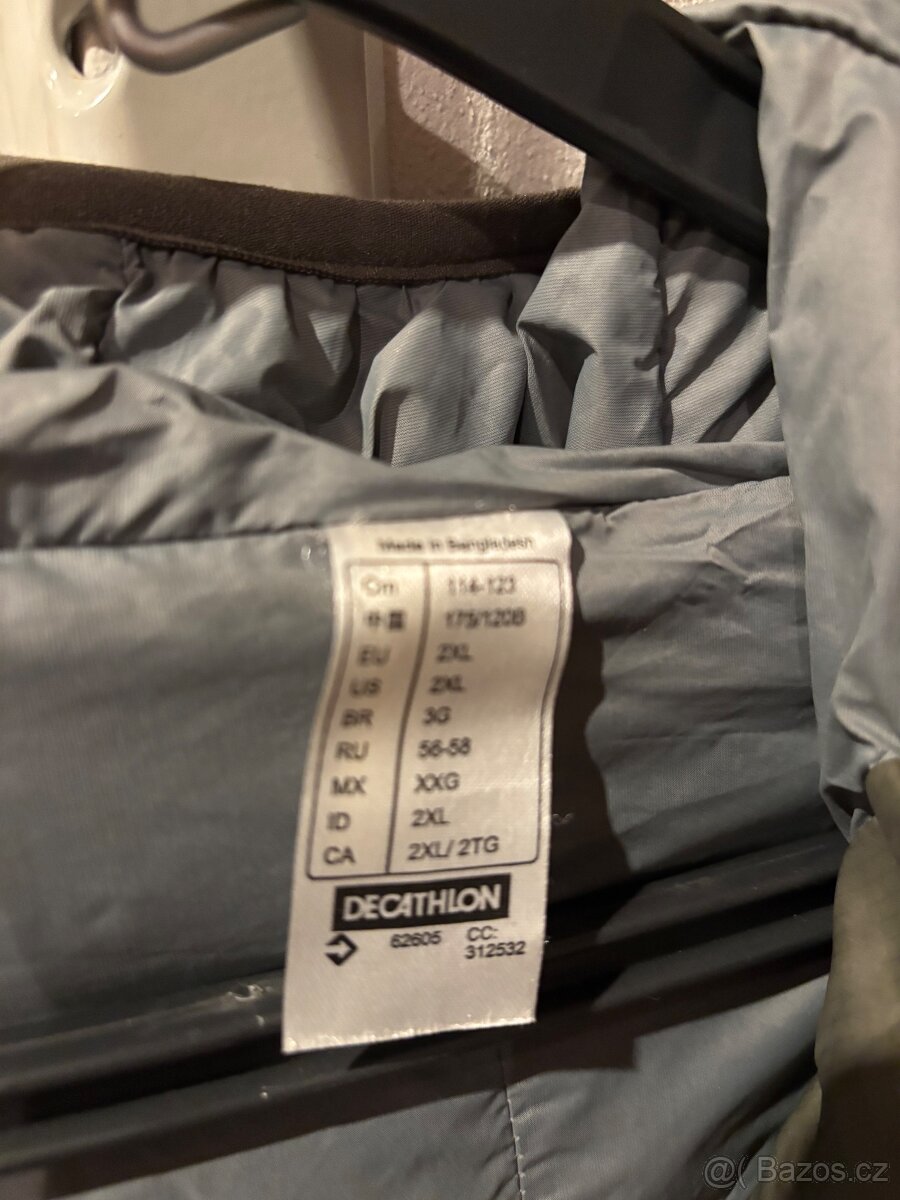 Made in Bangladesh
Cm 114-123
中国 175/120B
EU 2XL
US 2XL
BR 3G
RU 56-58
MX XXG
ID 2XL
CA 2XL/ 2TG
DECATHLON
62605 CC:
312532
@( Bazos.cz